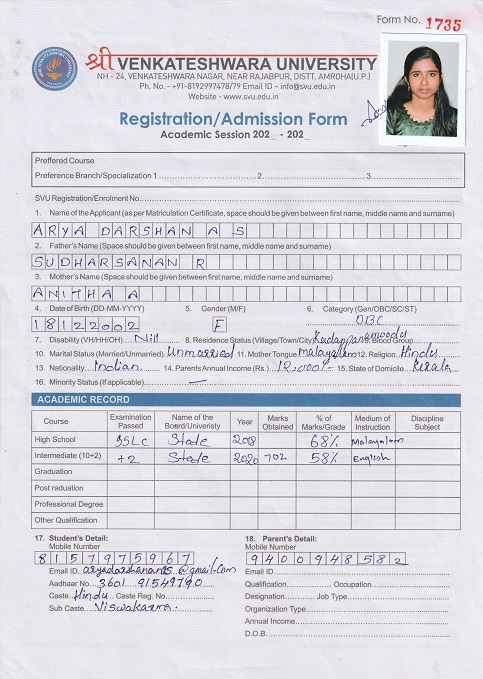 Form No. 1735
श्री VENKATESHWARA UNIVERSITY
NH - 24, VENKATESHWARA NAGAR, NEAR RAJABPUR, DISTT. AMROHA(U.P.)
Ph. No. - +91-8192997478/79 Email ID - info@svu.edu.in
Website - www.svu.edu.in
Registration/Admission Form
Academic Session 202_ - 202_
Preffered Course
Preference Branch/Specialization 1 2. 3.
SVU Registration/Enrolment No.
1. Name of the Applicant (as per Matriculation Certificate, space should be given between first name, middle name and surname)
ARYA DARSHAN A S
2. Father's Name (Space should be given between first name, middle name and surname)
SUDHARSANAN R
3. Mother's Name (Space should be given between first name, middle name and surname)
ANITHA A
4. Date of Birth (DD-MM-YYYY) 5. Gender (M/F) 6. Category (Gen/OBC/SC/ST)
18122002 F OBC
7. Disability (VH/HH/OH) Nill 8. Residence Status (Village/Town/City) 9. Blood Group
10. Marital Status (Married/Unmarried) Unmarried 11. Mother Tongue malayalam 12. Religion Hindu
13. Nationality Indian 14. Parents Annual Income (Rs.) 15. State of Domicile Kerala
16. Minority Status (If applicable) —
ACADEMIC RECORD
Course Examination Passed Name of the Board/Univeristy Year Marks Obtained % of Marks/Grade Medium of Instruction Discipline Subject
High School SSLC State 2018 68% Malayalam
Intermediate (10+2) +2 State 2020 702 58% English
Graduation
Post raduation
Professional Degree
Other Qualification
17. Student's Detail: 18. Parent's Detail:
Mobile Number Mobile Number
8157975967 9400948582
Email ID @gmail.com Email ID
Aadhaar No. 3601 91549790 Qualification Occupation
Caste Hindu Caste Reg. No. Designation Job Type
Sub Caste Viswakarma. Organization Type
Annual Income
D.O.B.